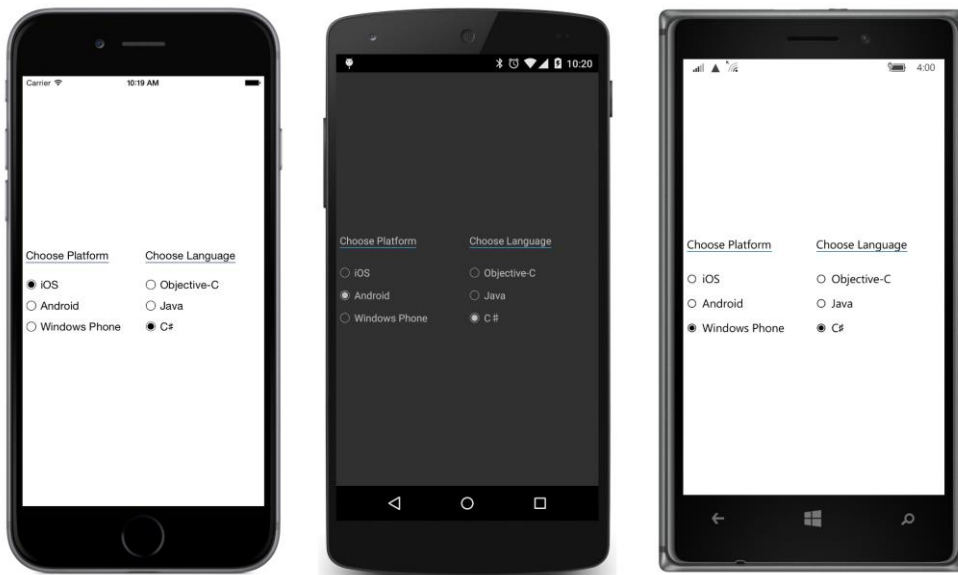 Carrier 10:19 AM
Choose Platform Choose Language
iOS Objective-C
Android Java
Windows Phone C♯
10:20
Choose Platform Choose Language
iOS Objective-C
Android Java
Windows Phone C♯
4:00
Choose Platform Choose Language
iOS Objective-C
Android Java
Windows Phone C♯